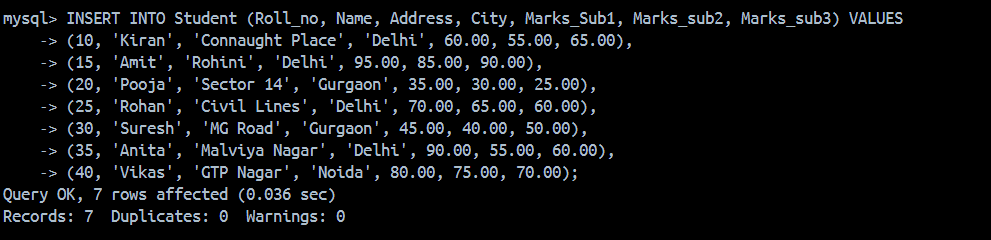 mysql> INSERT INTO Student (Roll_no, Name, Address, City, Marks_Sub1, Marks_sub2, Marks_sub3) VALUES
    -> (10, 'Kiran', 'Connaught Place', 'Delhi', 60.00, 55.00, 65.00),
    -> (15, 'Amit', 'Rohini', 'Delhi', 95.00, 85.00, 90.00),
    -> (20, 'Pooja', 'Sector 14', 'Gurgaon', 35.00, 30.00, 25.00),
    -> (25, 'Rohan', 'Civil Lines', 'Delhi', 70.00, 65.00, 60.00),
    -> (30, 'Suresh', 'MG Road', 'Gurgaon', 45.00, 40.00, 50.00),
    -> (35, 'Anita', 'Malviya Nagar', 'Delhi', 90.00, 55.00, 60.00),
    -> (40, 'Vikas', 'GTP Nagar', 'Noida', 80.00, 75.00, 70.00);
Query OK, 7 rows affected (0.036 sec)
Records: 7  Duplicates: 0  Warnings: 0